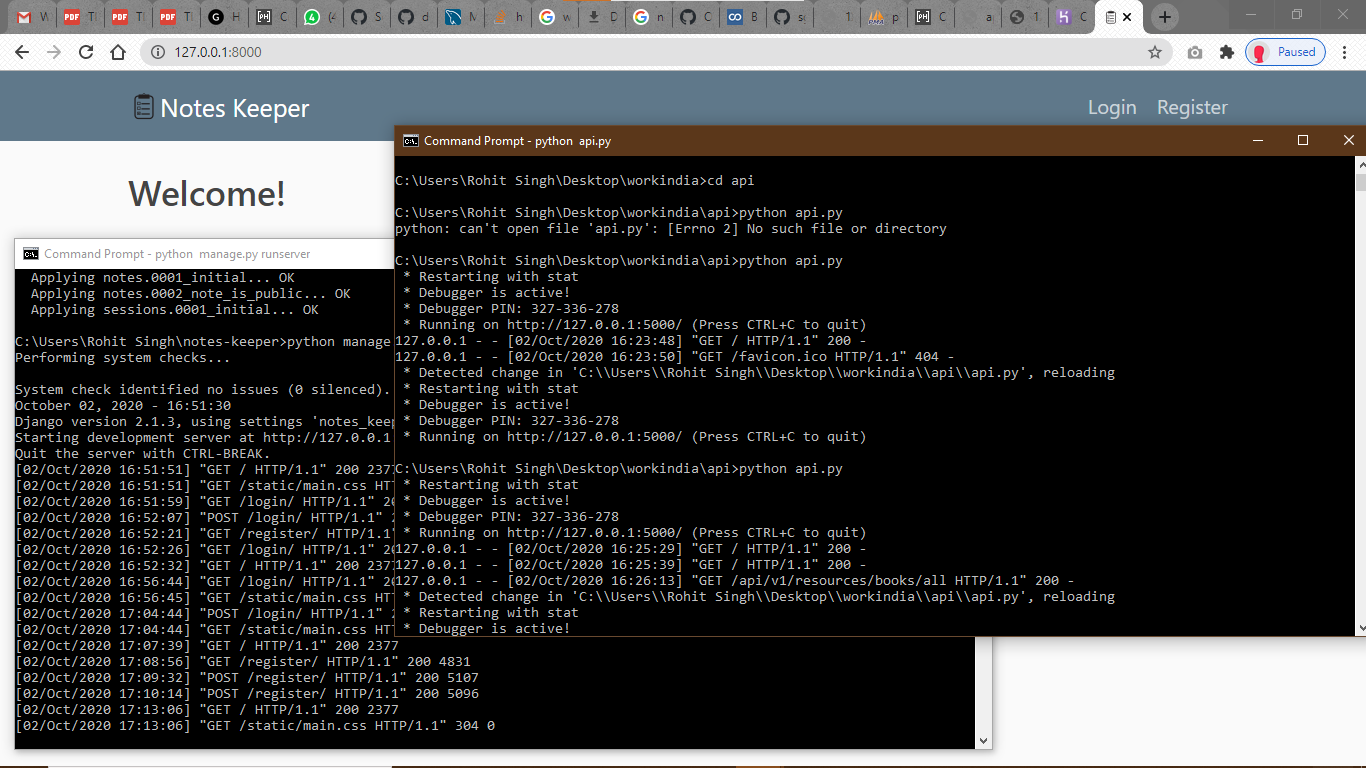 W
Tl
Tl
Tl
H
C
(4
S
d
M
h
w
D
n
C
B
s
1
p
C
a
1
C
127.0.0.1:8000
Paused
Notes Keeper
Login
Register
Welcome!
Command Prompt - python  api.py
C:\Users\Rohit Singh\Desktop\workindia>cd api
C:\Users\Rohit Singh\Desktop\workindia\api>python api.py
python: can't open file 'api.py': [Errno 2] No such file or directory
C:\Users\Rohit Singh\Desktop\workindia\api>python api.py
* Restarting with stat
* Debugger is active!
* Debugger PIN: 327-336-278
* Running on http://127.0.0.1:5000/ (Press CTRL+C to quit)
127.0.0.1 - - [02/Oct/2020 16:23:48] "GET / HTTP/1.1" 200 -
127.0.0.1 - - [02/Oct/2020 16:23:50] "GET /favicon.ico HTTP/1.1" 404 -
* Detected change in 'C:\\Users\\Rohit Singh\\Desktop\\workindia\\api\\api.py', reloading
* Restarting with stat
* Debugger is active!
* Debugger PIN: 327-336-278
* Running on http://127.0.0.1:5000/ (Press CTRL+C to quit)
C:\Users\Rohit Singh\Desktop\workindia\api>python api.py
* Restarting with stat
* Debugger is active!
* Debugger PIN: 327-336-278
* Running on http://127.0.0.1:5000/ (Press CTRL+C to quit)
127.0.0.1 - - [02/Oct/2020 16:25:29] "GET / HTTP/1.1" 200 -
127.0.0.1 - - [02/Oct/2020 16:25:39] "GET / HTTP/1.1" 200 -
127.0.0.1 - - [02/Oct/2020 16:26:13] "GET /api/v1/resources/books/all HTTP/1.1" 200 -
* Detected change in 'C:\\Users\\Rohit Singh\\Desktop\\workindia\\api\\api.py', reloading
* Restarting with stat
* Debugger is active!
Command Prompt - python  manage.py runserver
Applying notes.0001_initial... OK
Applying notes.0002_note_is_public... OK
Applying sessions.0001_initial... OK
C:\Users\Rohit Singh\notes-keeper>python manage
Performing system checks...
System check identified no issues (0 silenced).
October 02, 2020 - 16:51:30
Django version 2.1.3, using settings 'notes_keep
Starting development server at http://127.0.0.1
Quit the server with CTRL-BREAK.
[02/Oct/2020 16:51:51] "GET / HTTP/1.1" 200 2377
[02/Oct/2020 16:51:51] "GET /static/main.css HTT
[02/Oct/2020 16:51:59] "GET /login/ HTTP/1.1" 20
[02/Oct/2020 16:52:07] "POST /login/ HTTP/1.1" 2
[02/Oct/2020 16:52:21] "GET /register/ HTTP/1.1"
[02/Oct/2020 16:52:26] "GET /login/ HTTP/1.1" 20
[02/Oct/2020 16:52:32] "GET / HTTP/1.1" 200 2377
[02/Oct/2020 16:56:44] "GET /login/ HTTP/1.1" 20
[02/Oct/2020 16:56:45] "GET /static/main.css HTT
[02/Oct/2020 17:04:44] "POST /login/ HTTP/1.1" 2
[02/Oct/2020 17:04:44] "GET /static/main.css HTT
[02/Oct/2020 17:07:39] "GET / HTTP/1.1" 200 2377
[02/Oct/2020 17:08:56] "GET /register/ HTTP/1.1" 200 4831
[02/Oct/2020 17:09:32] "POST /register/ HTTP/1.1" 200 5107
[02/Oct/2020 17:10:14] "POST /register/ HTTP/1.1" 200 5096
[02/Oct/2020 17:13:06] "GET / HTTP/1.1" 200 2377
[02/Oct/2020 17:13:06] "GET /static/main.css HTTP/1.1" 304 0